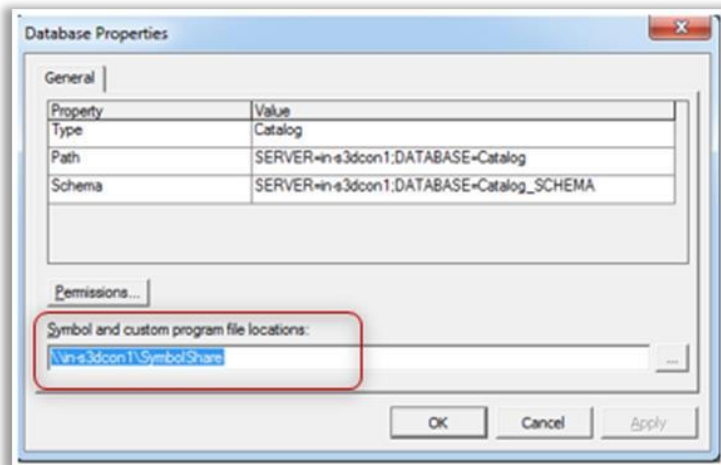 Database Properties
General
Property Value
Type Catalog
Path SERVER=in-s3dcon1;DATABASE=Catalog
Schema SERVER=in-s3dcon1;DATABASE=Catalog_SCHEMA
Permissions...
Symbol and custom program file locations:
\\in-s3dcon1\SymbolShare
...
OK Cancel Apply